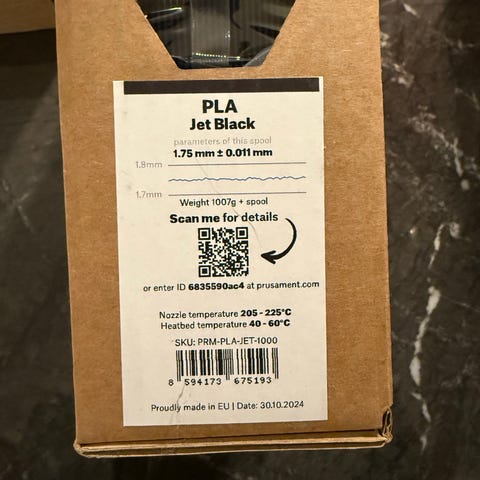 PLA
Jet Black
parameters of this spool
1.75 mm ± 0.011 mm
1.8mm
1.7mm
Weight 1007g + spool
Scan me for details
or enter ID 6835590ac4 at prusament.com
Nozzle temperature 205 - 225°C
Heatbed temperature 40 - 60°C
SKU: PRM-PLA-JET-1000
8 594173 675193
Proudly made in EU | Date: 30.10.2024